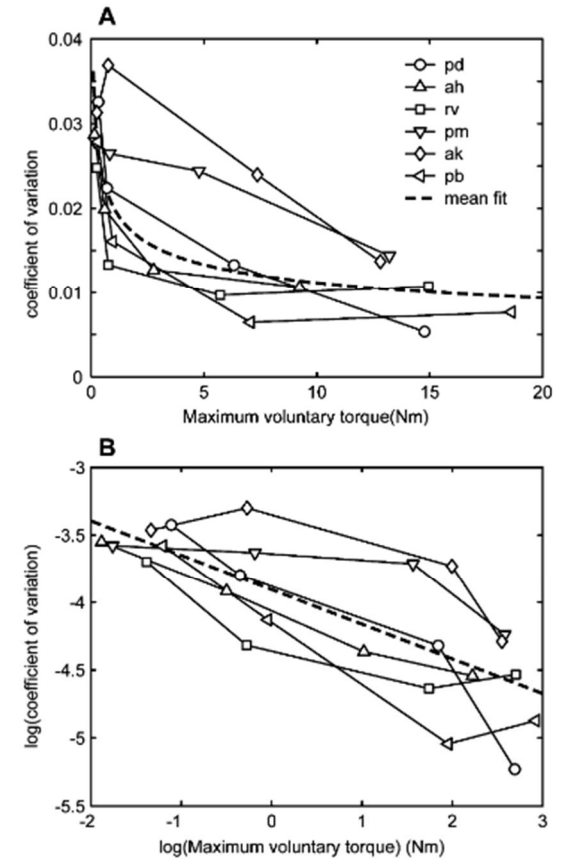 A
0.04
0.03
0.02
0.01
0
coefficient of variation
pd
ah
rv
pm
ak
pb
mean fit
0 5 10 15 20
Maximum voluntary torque(Nm)
B
-3
-3.5
-4
-4.5
-5
-5.5
log(coefficient of variation)
-2 -1 0 1 2 3
log(Maximum voluntary torque) (Nm)